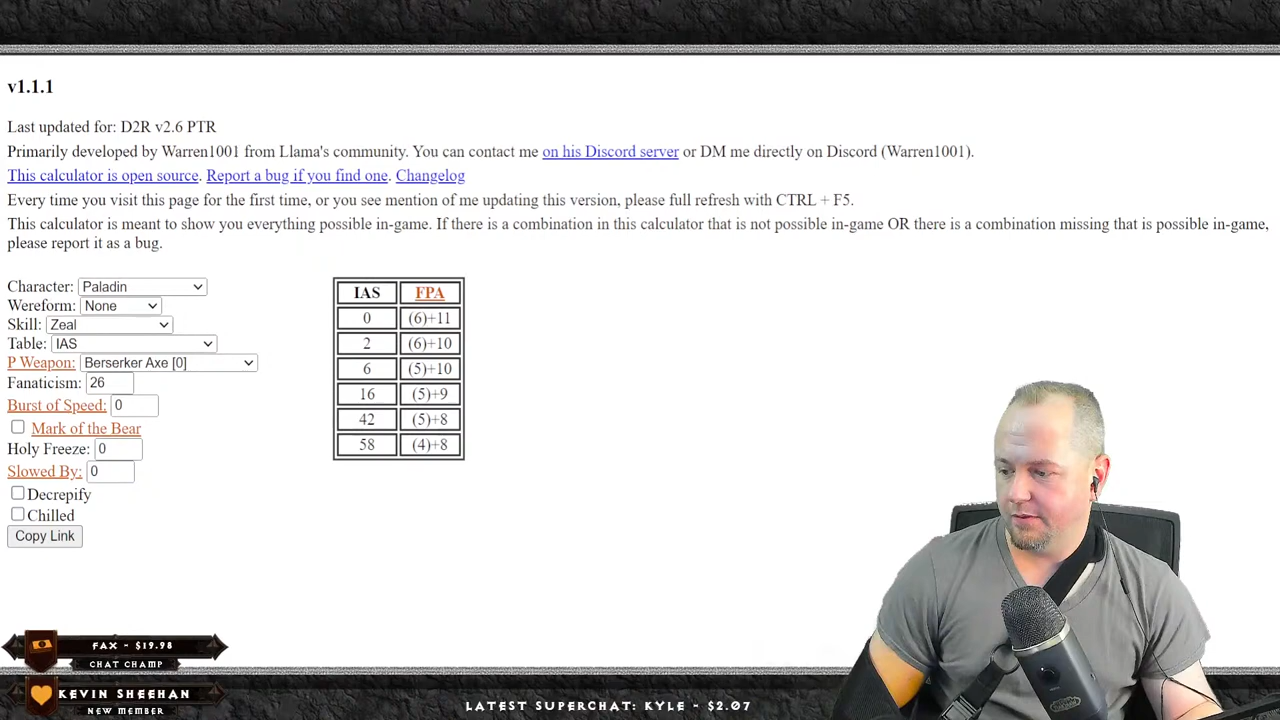 v1.1.1
Last updated for: D2R v2.6 PTR
Primarily developed by Warren1001 from Llama's community. You can contact me on his Discord server or DM me directly on Discord (Warren1001).
This calculator is open source. Report a bug if you find one. Changelog
Every time you visit this page for the first time, or you see mention of me updating this version, please full refresh with CTRL + F5.
This calculator is meant to show you everything possible in-game. If there is a combination in this calculator that is not possible in-game OR there is a combination missing that is possible in-game,
please report it as a bug.
Character: Paladin
Wereform: None
Skill: Zeal
Table: IAS
P Weapon: Berserker Axe [0]
Fanaticism: 26
Burst of Speed: 0
Mark of the Bear
Holy Freeze: 0
Slowed By: 0
Decrepify
Chilled
Copy Link
IAS FPA
0 (6)+11
2 (6)+10
6 (5)+10
16 (5)+9
42 (5)+8
58 (4)+8
FAX - $19.98
CHAT CHAMP
KEVIN SHEEHAN
NEW MEMBER
LATEST SUPERCHAT: KYLE - $2.07